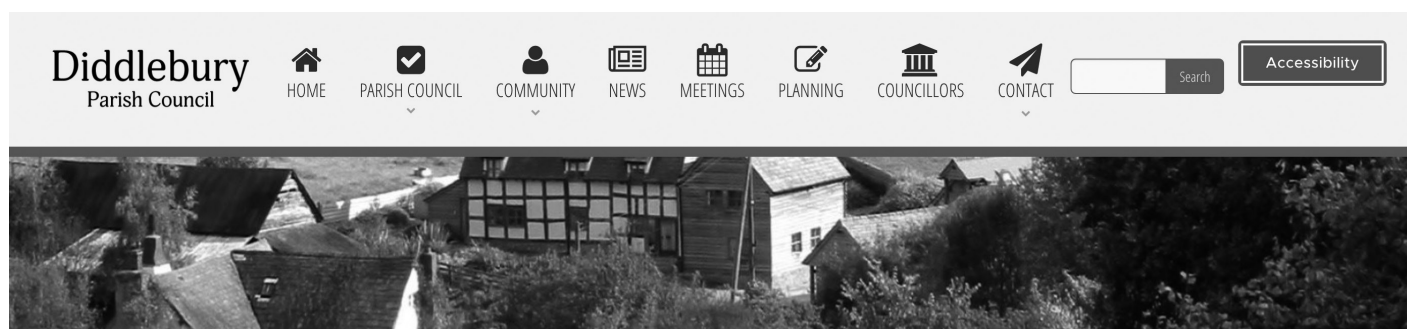 Diddlebury
Parish Council
HOME
PARISH COUNCIL
COMMUNITY
NEWS
MEETINGS
PLANNING
COUNCILLORS
CONTACT
Search
Accessibility